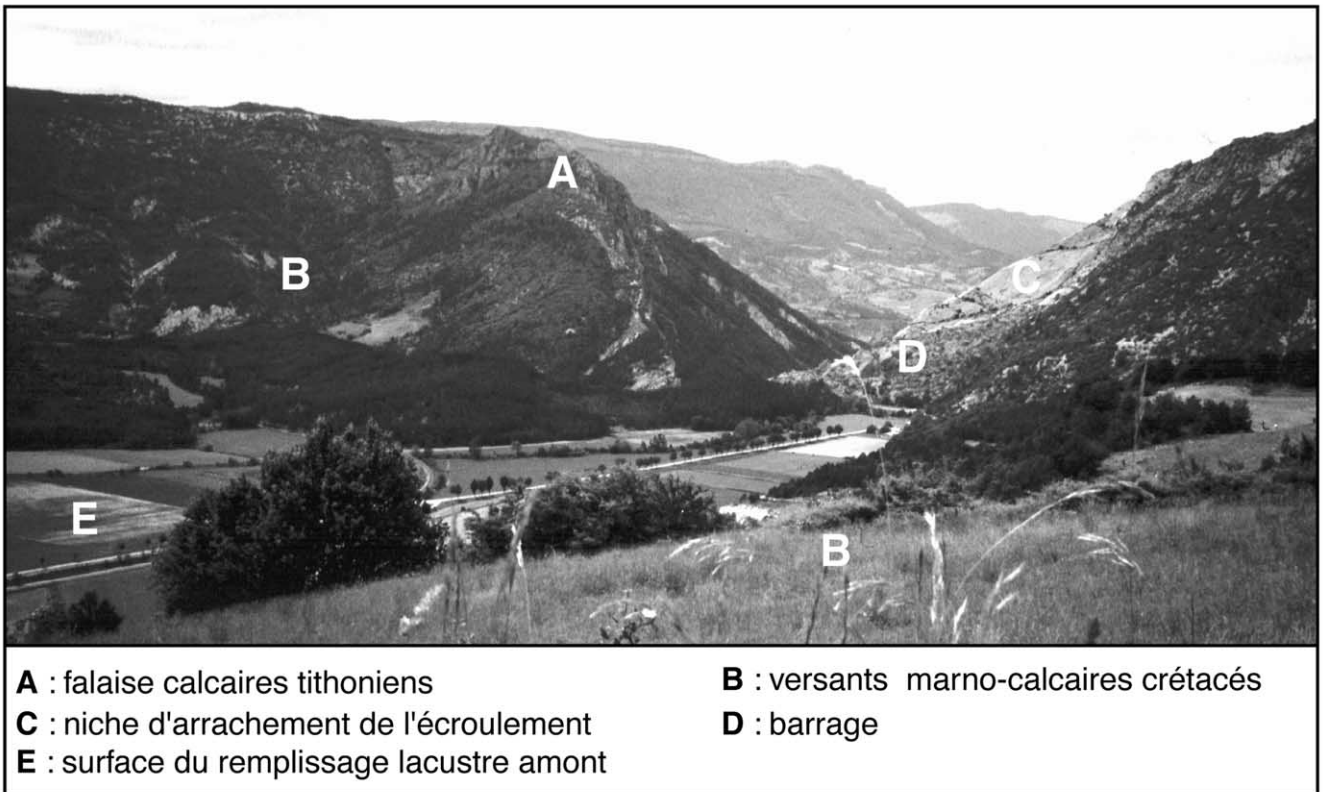 A
B
C
D
E
B
A : falaise calcaires tithoniens
B : versants marno-calcaires crétacés
C : niche d'arrachement de l'écroulement
D : barrage
E : surface du remplissage lacustre amont